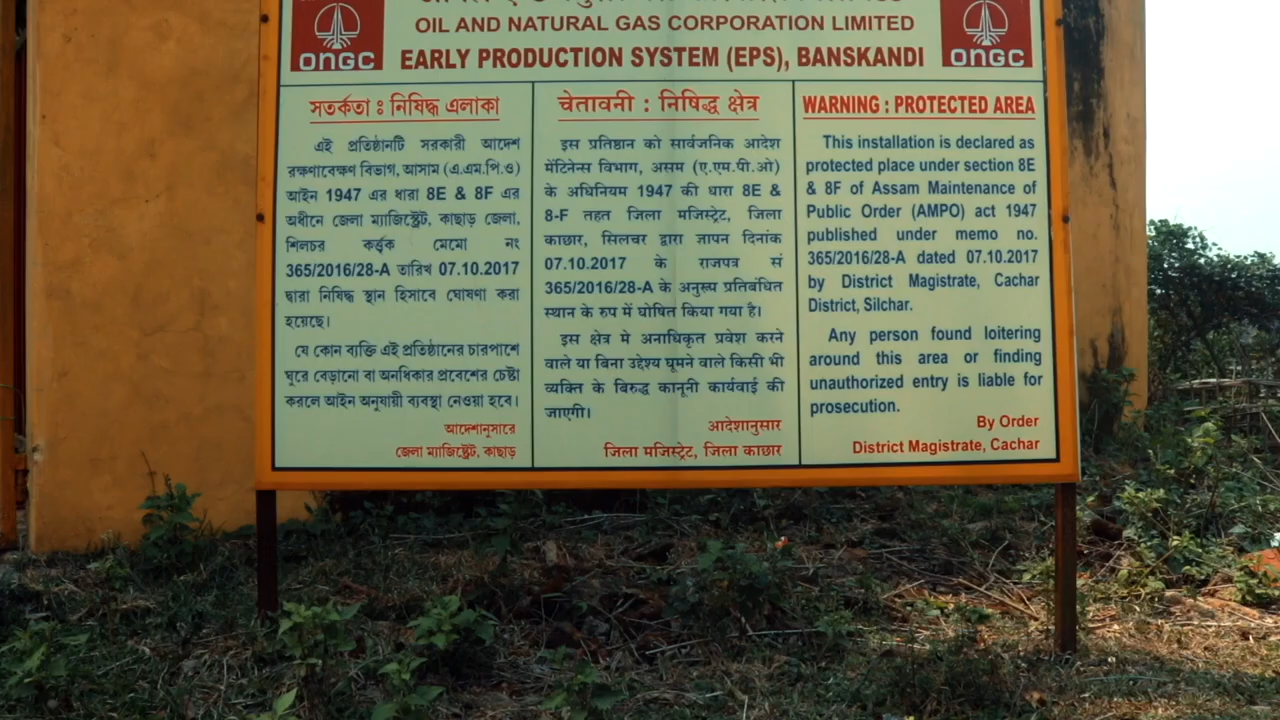 ONGC
OIL AND NATURAL GAS CORPORATION LIMITED
EARLY PRODUCTION SYSTEM (EPS), BANSKANDI
ONGC
সতর্কতা : নিষিদ্ধ এলাকা
এই প্রতিষ্ঠানটি সরকারী আদেশ
রক্ষণাবেক্ষণ বিভাগ, আসাম (এ.এম.পি.ও)
আইন 1947 এর ধারা 8E & 8F এর
অধীনে জেলা ম্যাজিস্ট্রেট, কাছাড় জেলা,
শিলচর কর্ত্তৃক মেমো নং
365/2016/28-A তারিখ 07.10.2017
দ্বারা নিষিদ্ধ স্থান হিসাবে ঘোষণা করা
হয়েছে।
যে কোন ব্যক্তি এই প্রতিষ্ঠানের চারপাশে
ঘুরে বেড়ানো বা অনধিকার প্রবেশের চেষ্টা
করলে আইন অনুযায়ী ব্যবস্থা নেওয়া হবে।
আদেশানুসারে
জেলা ম্যাজিস্ট্রেট, কাছাড়
चेतावनी : निषिद्ध क्षेत्र
इस प्रतिष्ठान को सार्वजनिक आदेश
मेंटिनेन्स विभाग, असम (ए.एम.पी.ओ)
के अधिनियम 1947 की धारा 8E &
8-F तहत जिला मजिस्ट्रेट, जिला
काछार, सिलचर द्वारा ज्ञापन दिनांक
07.10.2017 के राजपत्र सं
365/2016/28-A के अनुरूप प्रतिबंधित
स्थान के रुप में घोषित किया गया है।
इस क्षेत्र मे अनाधिकृत प्रवेश करने
वाले या बिना उद्देश्य घूमने वाले किसी भी
व्यक्ति के बिरुद्ध कानूनी कार्यवाई की
जाएगी।
आदेशानुसार
जिला मजिस्ट्रेट, जिला काछार
WARNING : PROTECTED AREA
This installation is declared as
protected place under section 8E
& 8F of Assam Maintenance of
Public Order (AMPO) act 1947
published under memo no.
365/2016/28-A dated 07.10.2017
by District Magistrate, Cachar
District, Silchar.
Any person found loitering
around this area or finding
unauthorized entry is liable for
prosecution.
By Order
District Magistrate, Cachar